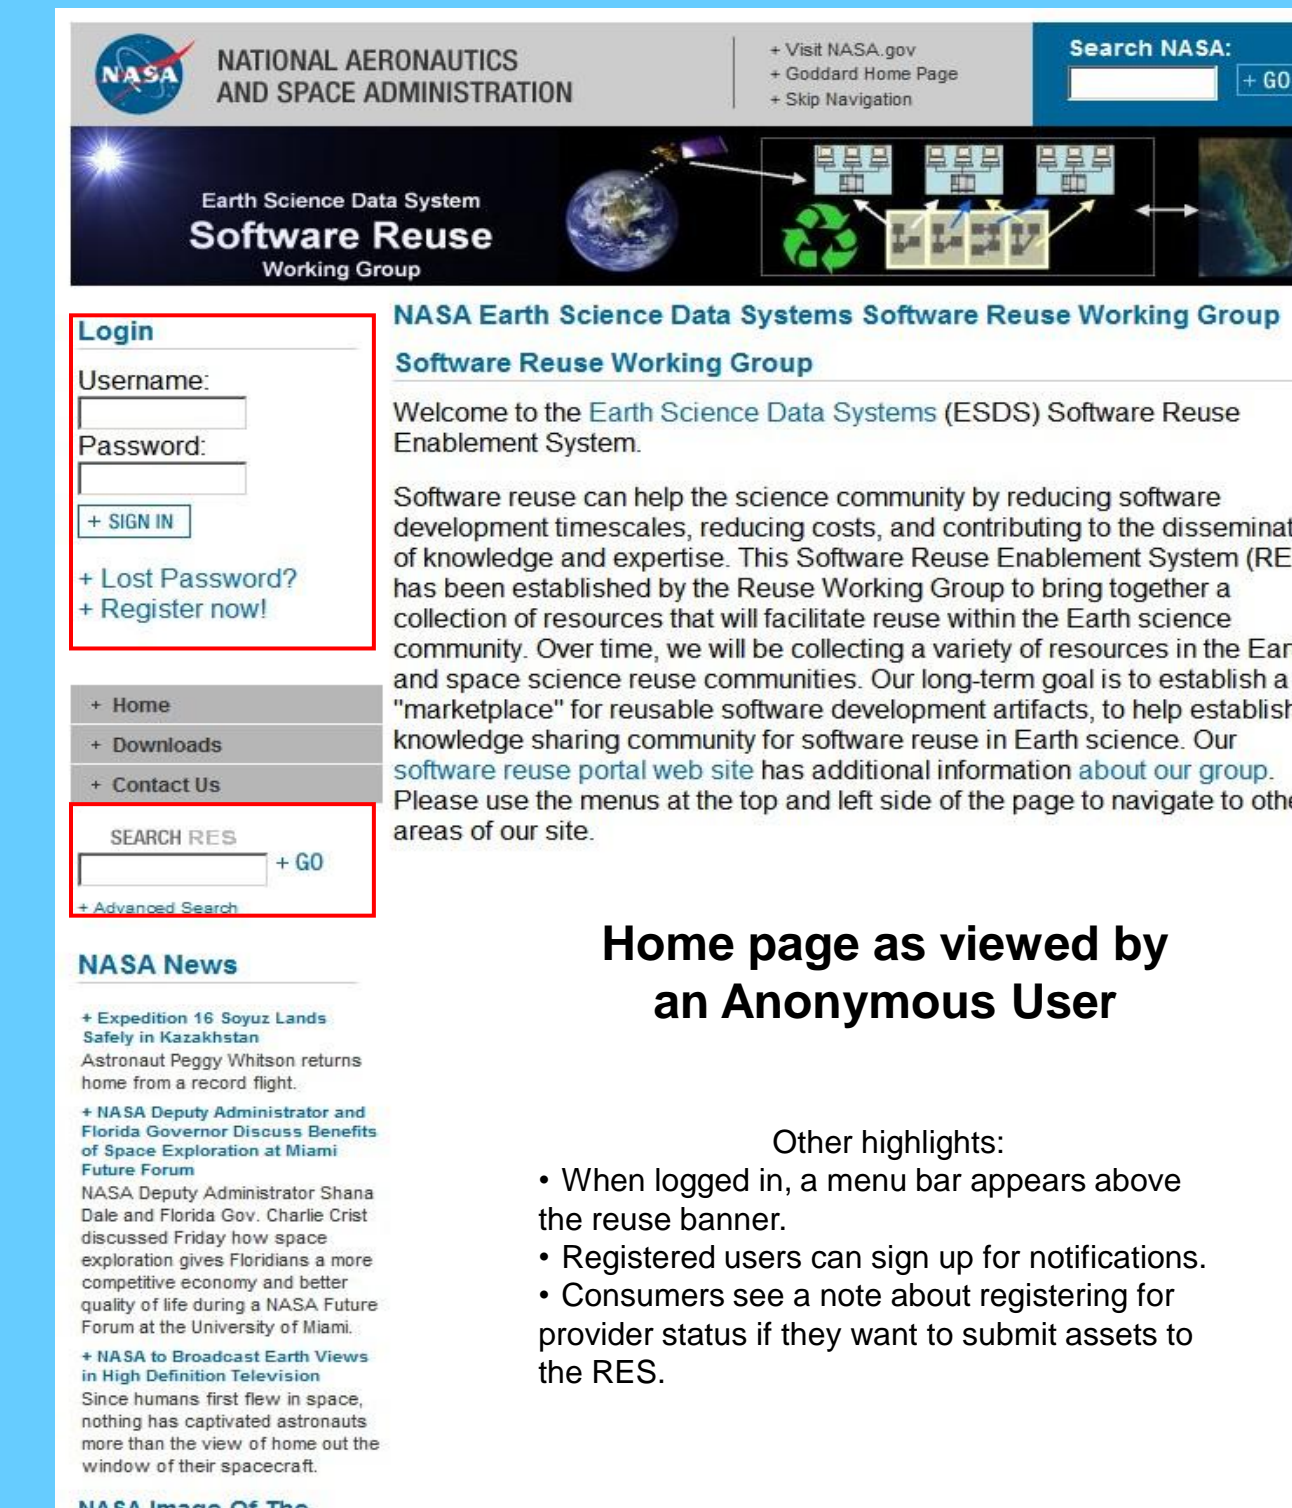 NASA
NATIONAL AERONAUTICS
AND SPACE ADMINISTRATION
+ Visit NASA.gov
+ Goddard Home Page
+ Skip Navigation
Search NASA:
+ GO
Earth Science Data System
Software Reuse
Working Group
Login
Username:
Password:
+ SIGN IN
+ Lost Password?
+ Register now!
+ Home
+ Downloads
+ Contact Us
SEARCH RES
+ GO
+ Advanced Search
NASA News
+ Expedition 16 Soyuz Lands
Safely in Kazakhstan
Astronaut Peggy Whitson returns
home from a record flight.
+ NASA Deputy Administrator and
Florida Governor Discuss Benefits
of Space Exploration at Miami
Future Forum
NASA Deputy Administrator Shana
Dale and Florida Gov. Charlie Crist
discussed Friday how space
exploration gives Floridians a more
competitive economy and better
quality of life during a NASA Future
Forum at the University of Miami.
+ NASA to Broadcast Earth Views
in High Definition Television
Since humans first flew in space,
nothing has captivated astronauts
more than the view of home out the
window of their spacecraft.
NASA Image Of The
NASA Earth Science Data Systems Software Reuse Working Group
Software Reuse Working Group
Welcome to the Earth Science Data Systems (ESDS) Software Reuse
Enablement System.
Software reuse can help the science community by reducing software
development timescales, reducing costs, and contributing to the disseminat
of knowledge and expertise. This Software Reuse Enablement System (RE
has been established by the Reuse Working Group to bring together a
collection of resources that will facilitate reuse within the Earth science
community. Over time, we will be collecting a variety of resources in the Ear
and space science reuse communities. Our long-term goal is to establish a
"marketplace" for reusable software development artifacts, to help establish
knowledge sharing community for software reuse in Earth science. Our
software reuse portal web site has additional information about our group.
Please use the menus at the top and left side of the page to navigate to othe
areas of our site.
Home page as viewed by
an Anonymous User
Other highlights:
• When logged in, a menu bar appears above
the reuse banner.
• Registered users can sign up for notifications.
• Consumers see a note about registering for
provider status if they want to submit assets to
the RES.